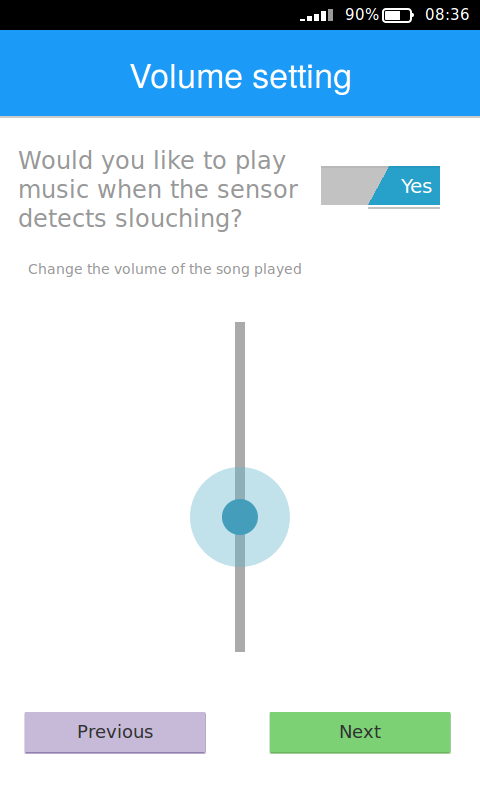 90% 08:36
Volume setting
Would you like to play
music when the sensor
detects slouching?
Yes
Change the volume of the song played
Previous
Next